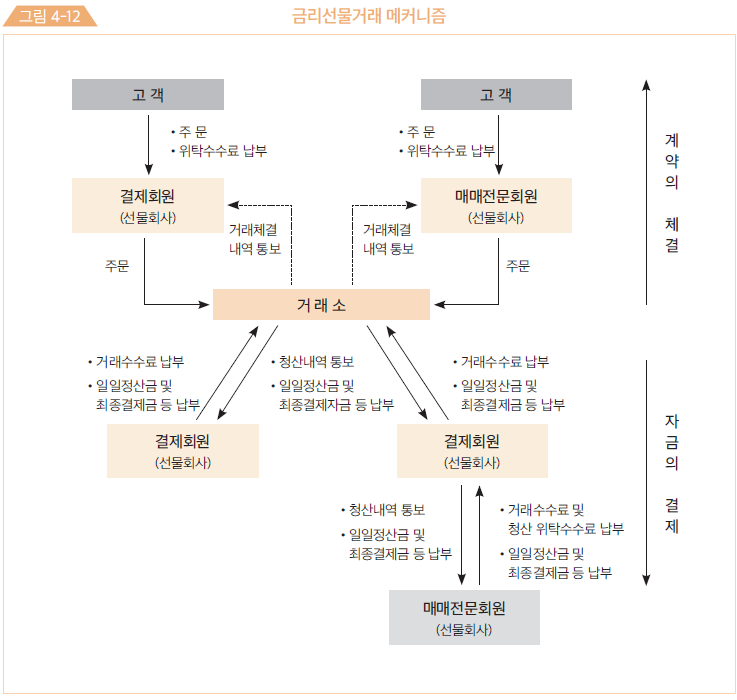 그림 4-12
금리선물거래 메커니즘
고 객
고 객
• 주 문
• 위탁수수료 납부
• 주 문
• 위탁수수료 납부
결제회원
(선물회사)
매매전문회원
(선물회사)
거래체결
내역 통보
거래체결
내역 통보
주문
주문
거 래 소
계약의 체결
• 거래수수료 납부
• 일일정산금 및
최종결제금 등 납부
• 청산내역 통보
• 일일정산금 및
최종결제자금 등 납부
• 거래수수료 납부
• 일일정산금 및
최종결제금 등 납부
결제회원
(선물회사)
결제회원
(선물회사)
자금의 결제
• 청산내역 통보
• 일일정산금 및
최종결제금 등 납부
• 거래수수료 및
청산 위탁수수료 납부
• 일일정산금 및
최종결제금 등 납부
매매전문회원
(선물회사)